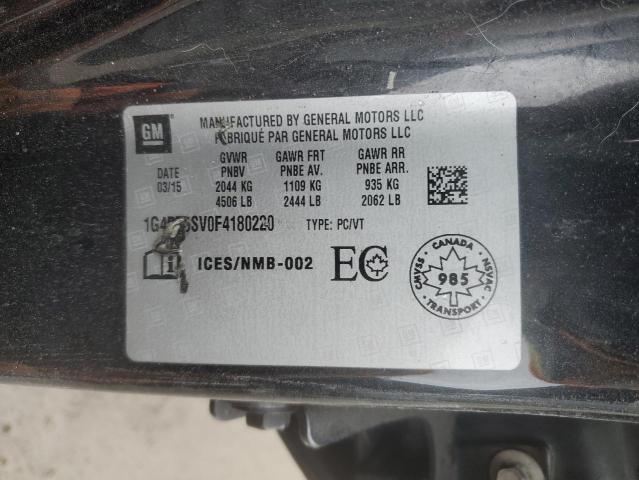 GM
MANUFACTURED BY GENERAL MOTORS LLC
FABRIQUÉ PAR GENERAL MOTORS LLC
DATE
03/15
GVWR
PNBV
2044 KG
4506 LB
GAWR FRT
PNBE AV.
1109 KG
2444 LB
GAWR RR
PNBE ARR.
935 KG
2062 LB
TYPE: PC/VT
ICES/NMB-002
EC
CANADA
CMVSS
985
NSVAC
TRANSPORT